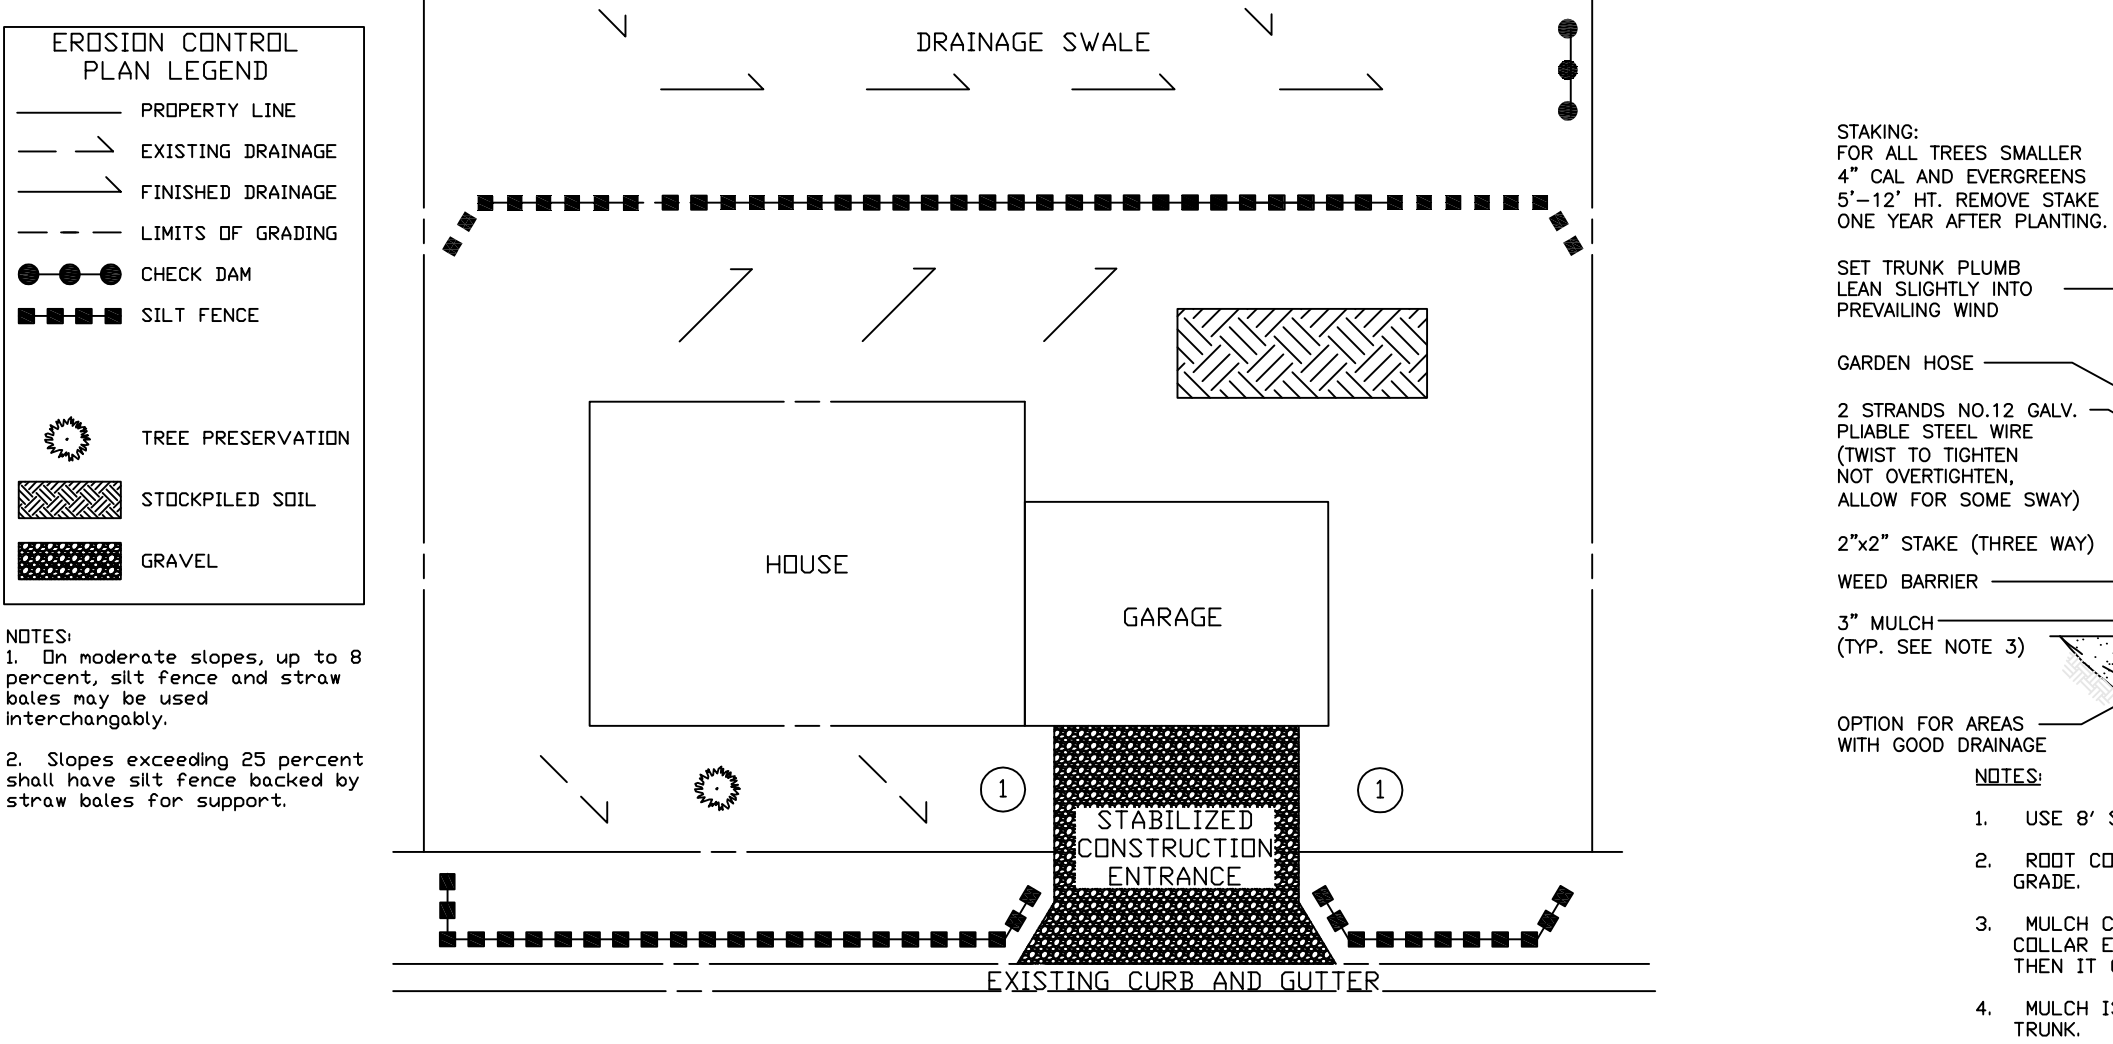 EROSION CONTROL
PLAN LEGEND
PROPERTY LINE
EXISTING DRAINAGE
FINISHED DRAINAGE
LIMITS OF GRADING
CHECK DAM
SILT FENCE
TREE PRESERVATION
STOCKPILED SOIL
GRAVEL
NOTES:
1. On moderate slopes, up to 8
percent, silt fence and straw
bales may be used
interchangably.
2. Slopes exceeding 25 percent
shall have silt fence backed by
straw bales for support.
DRAINAGE SWALE
HOUSE
GARAGE
1
1
STABILIZED
CONSTRUCTION
ENTRANCE
EXISTING CURB AND GUTTER
STAKING:
FOR ALL TREES SMALLER
4" CAL AND EVERGREENS
5'-12' HT. REMOVE STAKE
ONE YEAR AFTER PLANTING.
SET TRUNK PLUMB
LEAN SLIGHTLY INTO
PREVAILING WIND
GARDEN HOSE
2 STRANDS NO.12 GALV.
PLIABLE STEEL WIRE
(TWIST TO TIGHTEN
NOT OVERTIGHTEN,
ALLOW FOR SOME SWAY)
2"x2" STAKE (THREE WAY)
WEED BARRIER
3" MULCH
(TYP. SEE NOTE 3)
OPTION FOR AREAS
WITH GOOD DRAINAGE
NOTES:
1. USE 8'
2. ROOT
GRADE.
3. MULCH
COLLAR
THEN IT
4. MULCH
TRUNK.